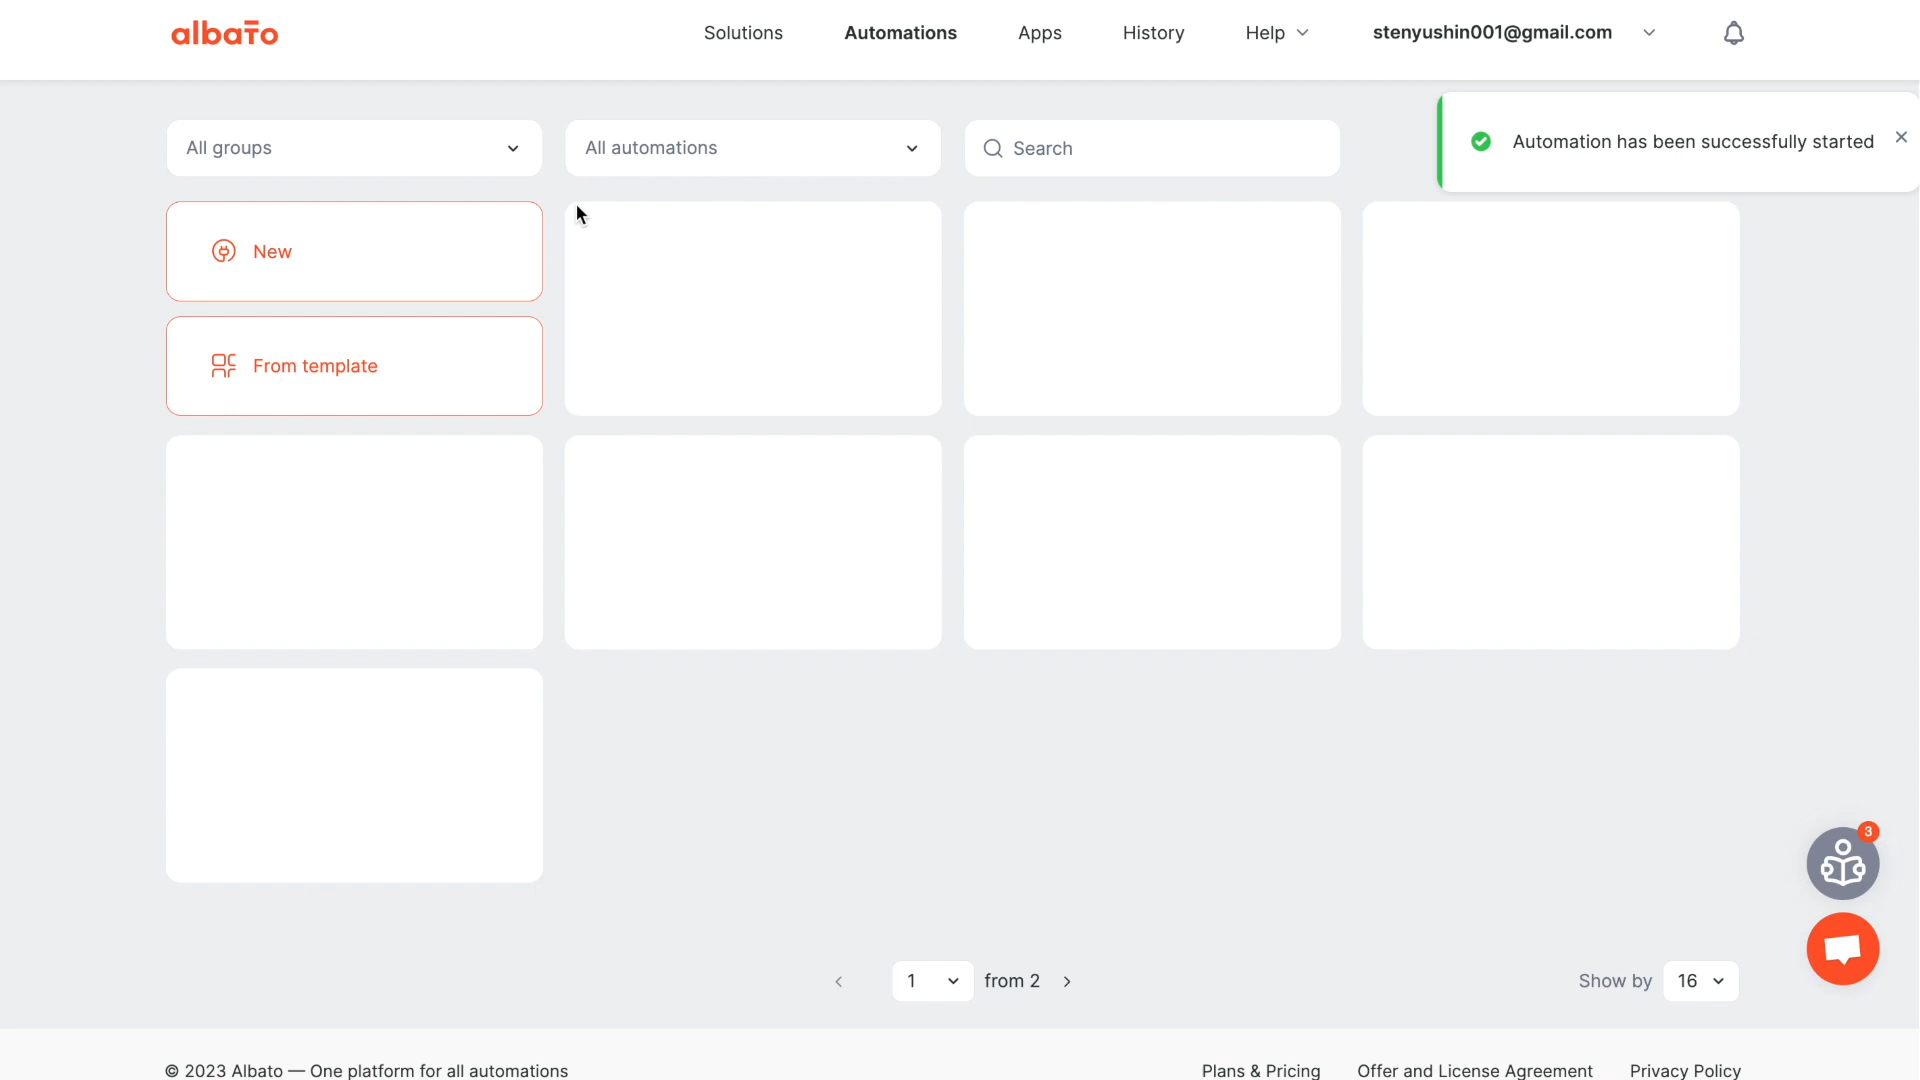 albato
Solutions
Automations
Apps
History
Help
stenyushin001@gmail.com
All groups
All automations
Search
Automation has been successfully started
New
From template
3
1
from 2
Show by
16
© 2023 Albato — One platform for all automations
Plans & Pricing
Offer and License Agreement
Privacy Policy